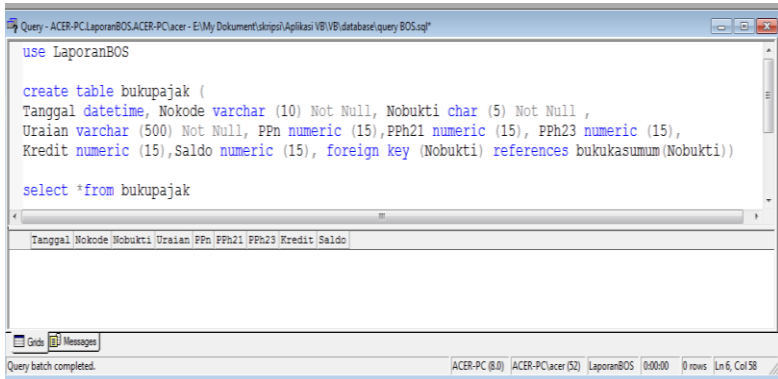 Query - ACER-PC.LaporanBOS.ACER-PC\acer - E:\My Dokument\skripsi\Aplikasi VB\VB\database\query BOS.sql*
use LaporanBOS
create table bukupajak (
Tanggal datetime, Nokode varchar (10) Not Null, Nobukti char (5) Not Null ,
Uraian varchar (500) Not Null, PPn numeric (15),PPh21 numeric (15), PPh23 numeric (15),
Kredit numeric (15),Saldo numeric (15), foreign key (Nobukti) references bukukasumum(Nobukti))
select *from bukupajak
Tanggal Nokode Nobukti Uraian PPn PPh21 PPh23 Kredit Saldo
Grids Messages
Query batch completed. ACER-PC (8.0) ACER-PC\acer (52) LaporanBOS 0:00:00 0 rows Ln 6, Col 58